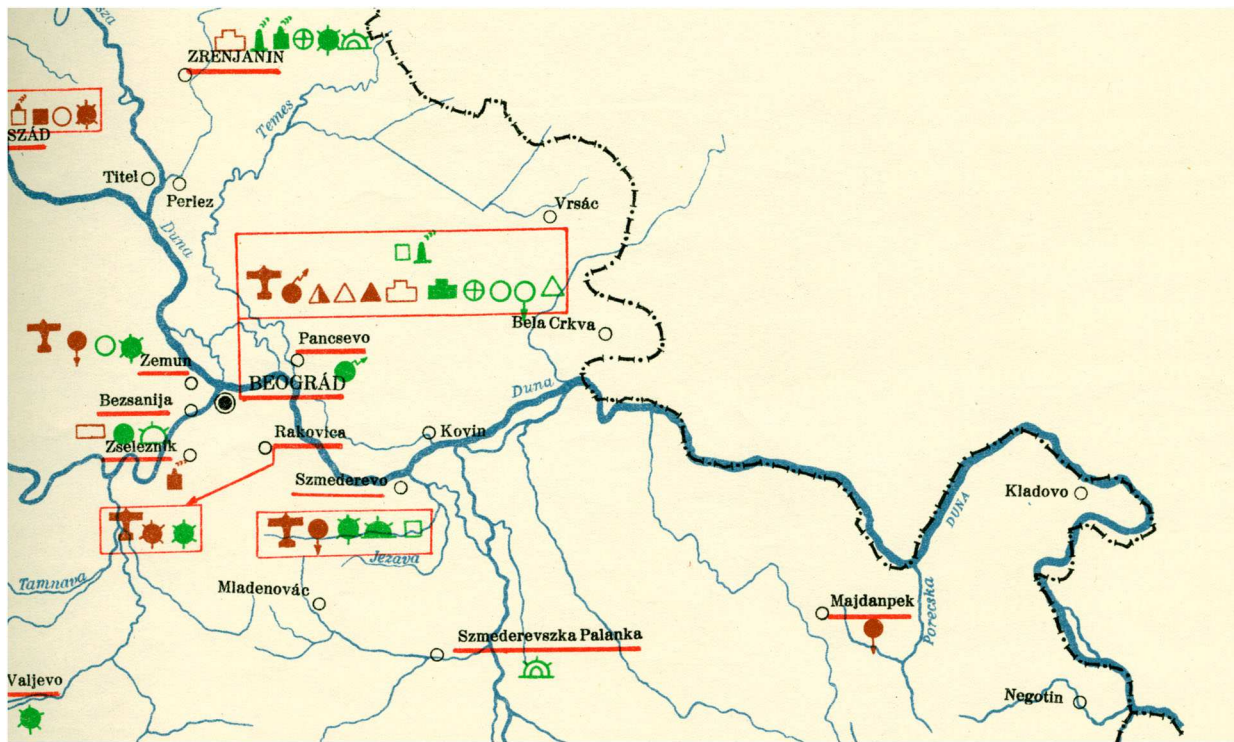 ZRENJANIN
Temes
SZÁD
Titel
Perlez
Duna
Vrsác
Bela Crkva
Pancsevo
Zemun
BEOGRÁD
Duna
Bezsanija
Zseleznik
Rakovica
Kovin
Szmederevo
Kladovo
DUNA
Jezava
Tamnava
Mladenovác
Majdanpek
Porecska
Szmederevszka Palanka
Valjevo
Negotin